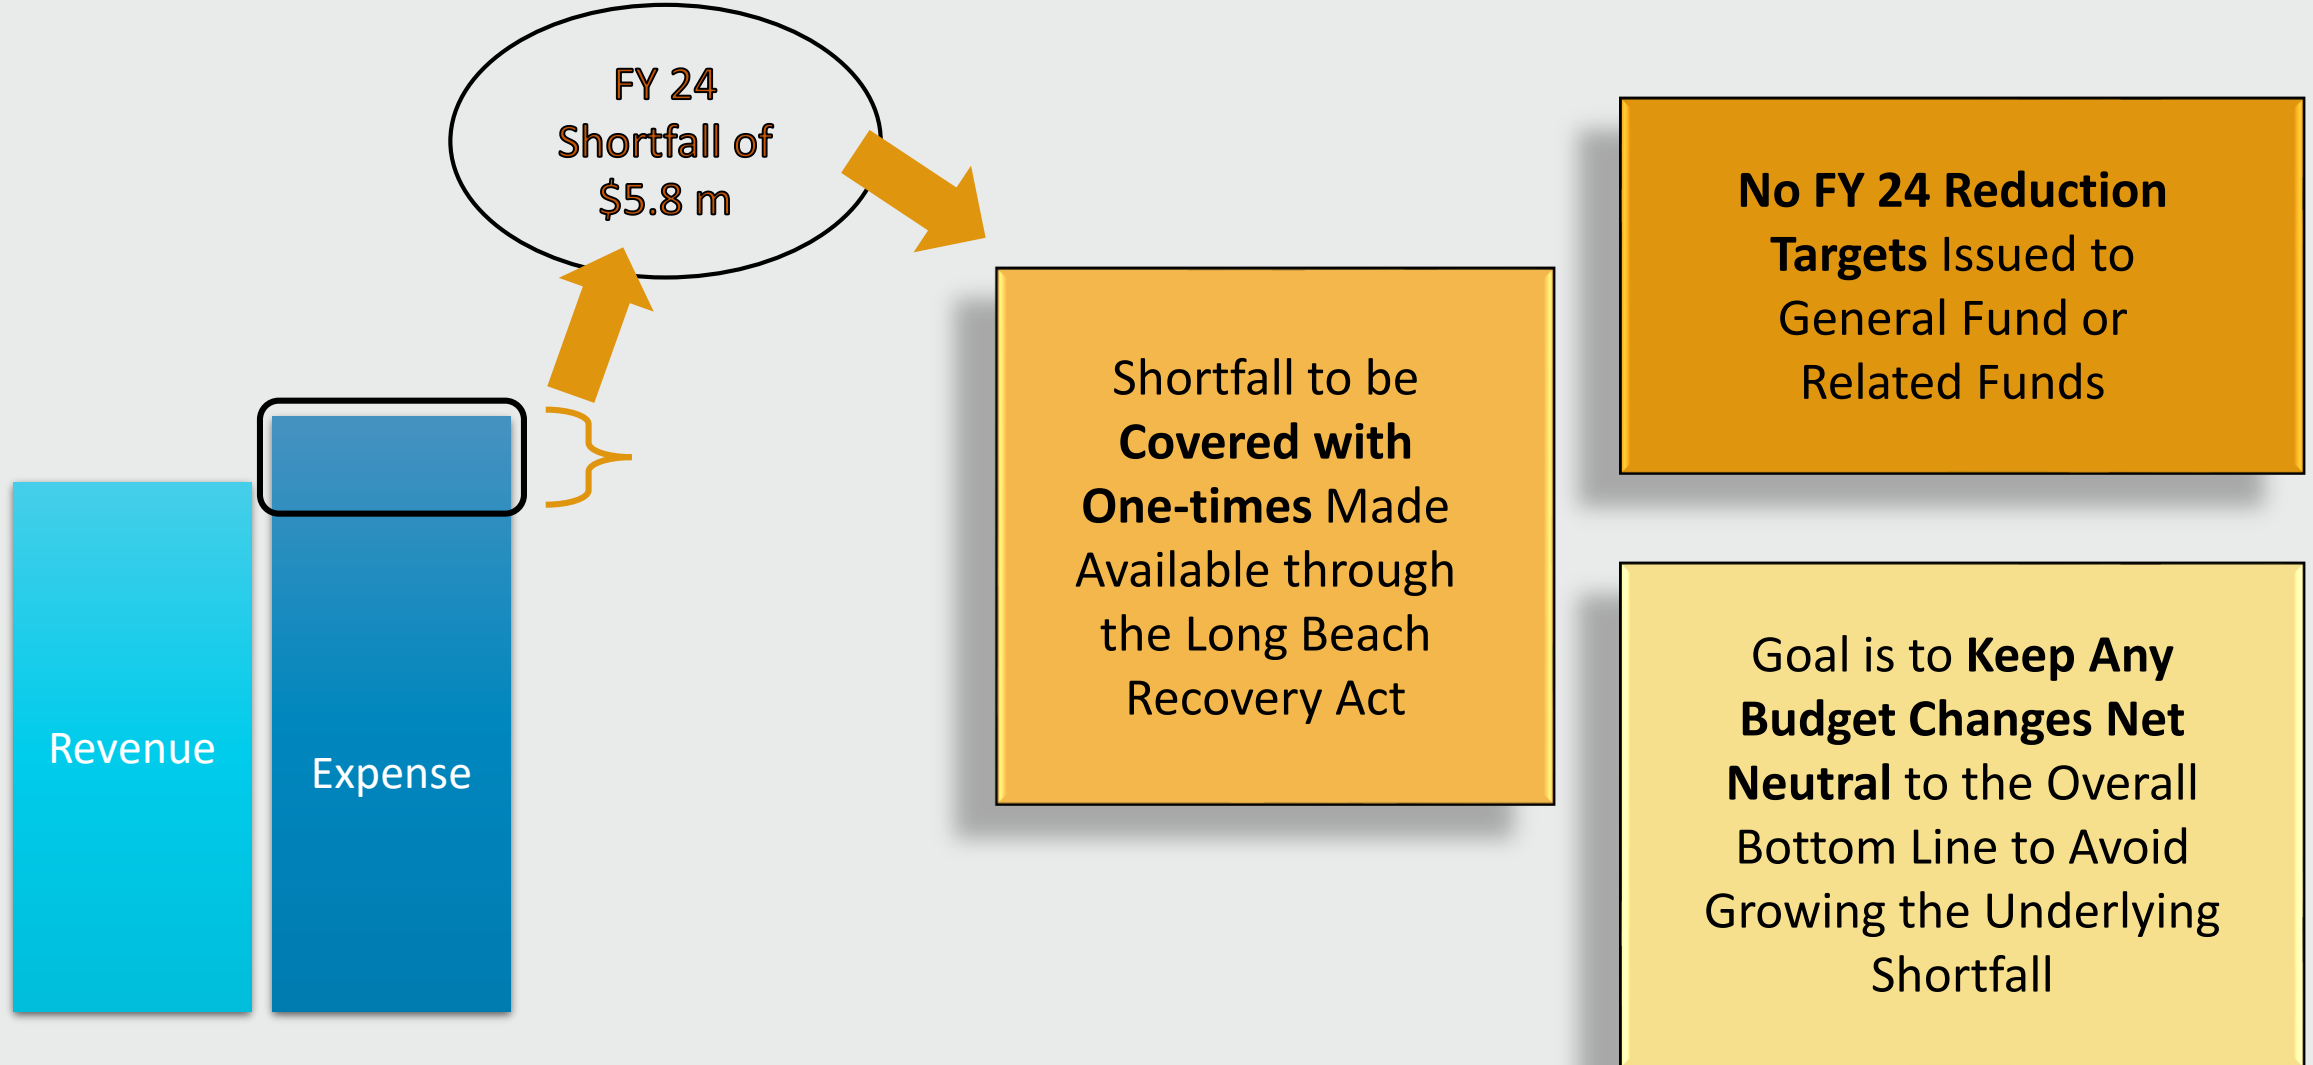 FY 24
Shortfall of
$5.8 m
Revenue
Expense
Shortfall to be
Covered with
One-times Made
Available through
the Long Beach
Recovery Act
No FY 24 Reduction
Targets Issued to
General Fund or
Related Funds
Goal is to Keep Any
Budget Changes Net
Neutral to the Overall
Bottom Line to Avoid
Growing the Underlying
Shortfall